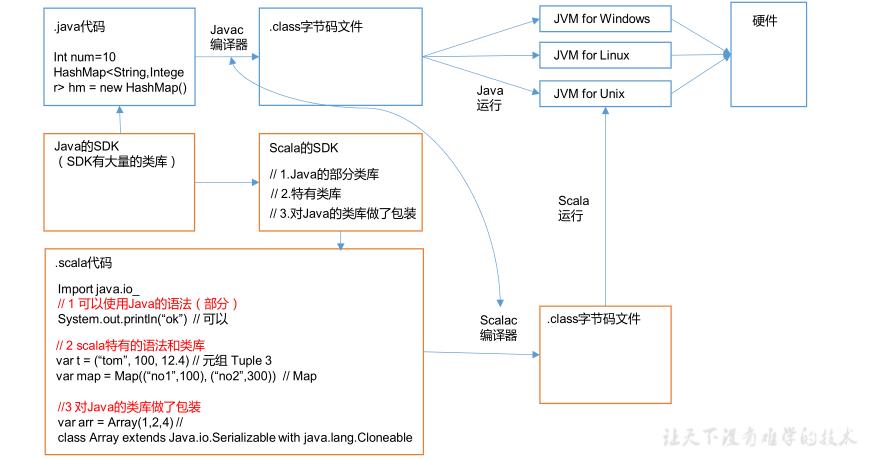 .java代码
Int num=10
HashMap<String,Intege
r> hm = new HashMap()
Javac
编译器
.class字节码文件
JVM for Windows
JVM for Linux
JVM for Unix
硬件
Java
运行
Java的SDK
（SDK有大量的类库）
Scala的SDK
// 1.Java的部分类库
// 2.特有类库
// 3.对Java的类库做了包装
Scala
运行
.scala代码
Import java.io_
// 1 可以使用Java的语法（部分）
System.out.println(“ok”) // 可以
// 2 scala特有的语法和类库
var t = (“tom”, 100, 12.4) // 元组 Tuple 3
var map = Map((“no1”,100), (“no2”,300)) // Map
//3 对Java的类库做了包装
var arr = Array(1,2,4) //
class Array extends Java.io.Serializable with java.lang.Cloneable
Scalac
编译器
.class字节码文件
让天下没有难学的技术